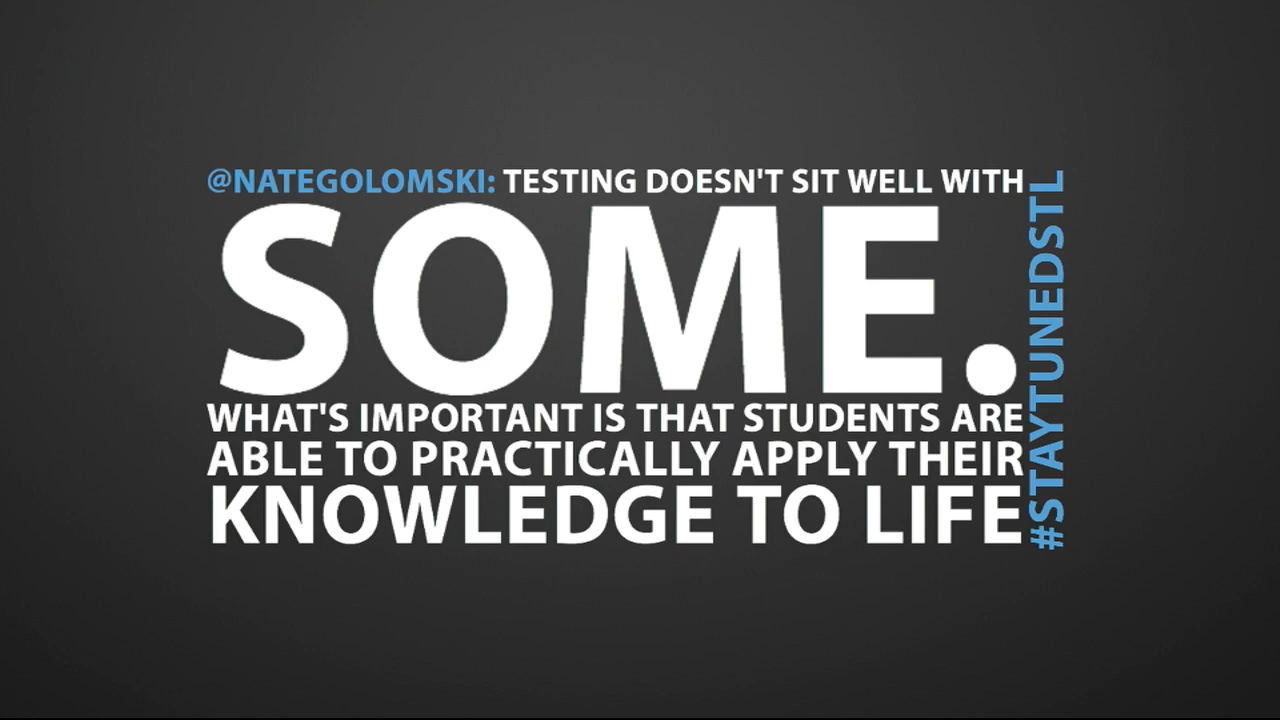 @NATEGOLOMSKI: TESTING DOESN'T SIT WELL WITH
SOME.
WHAT'S IMPORTANT IS THAT STUDENTS ARE
ABLE TO PRACTICALLY APPLY THEIR
KNOWLEDGE TO LIFE
#STAYTUNEDSTL